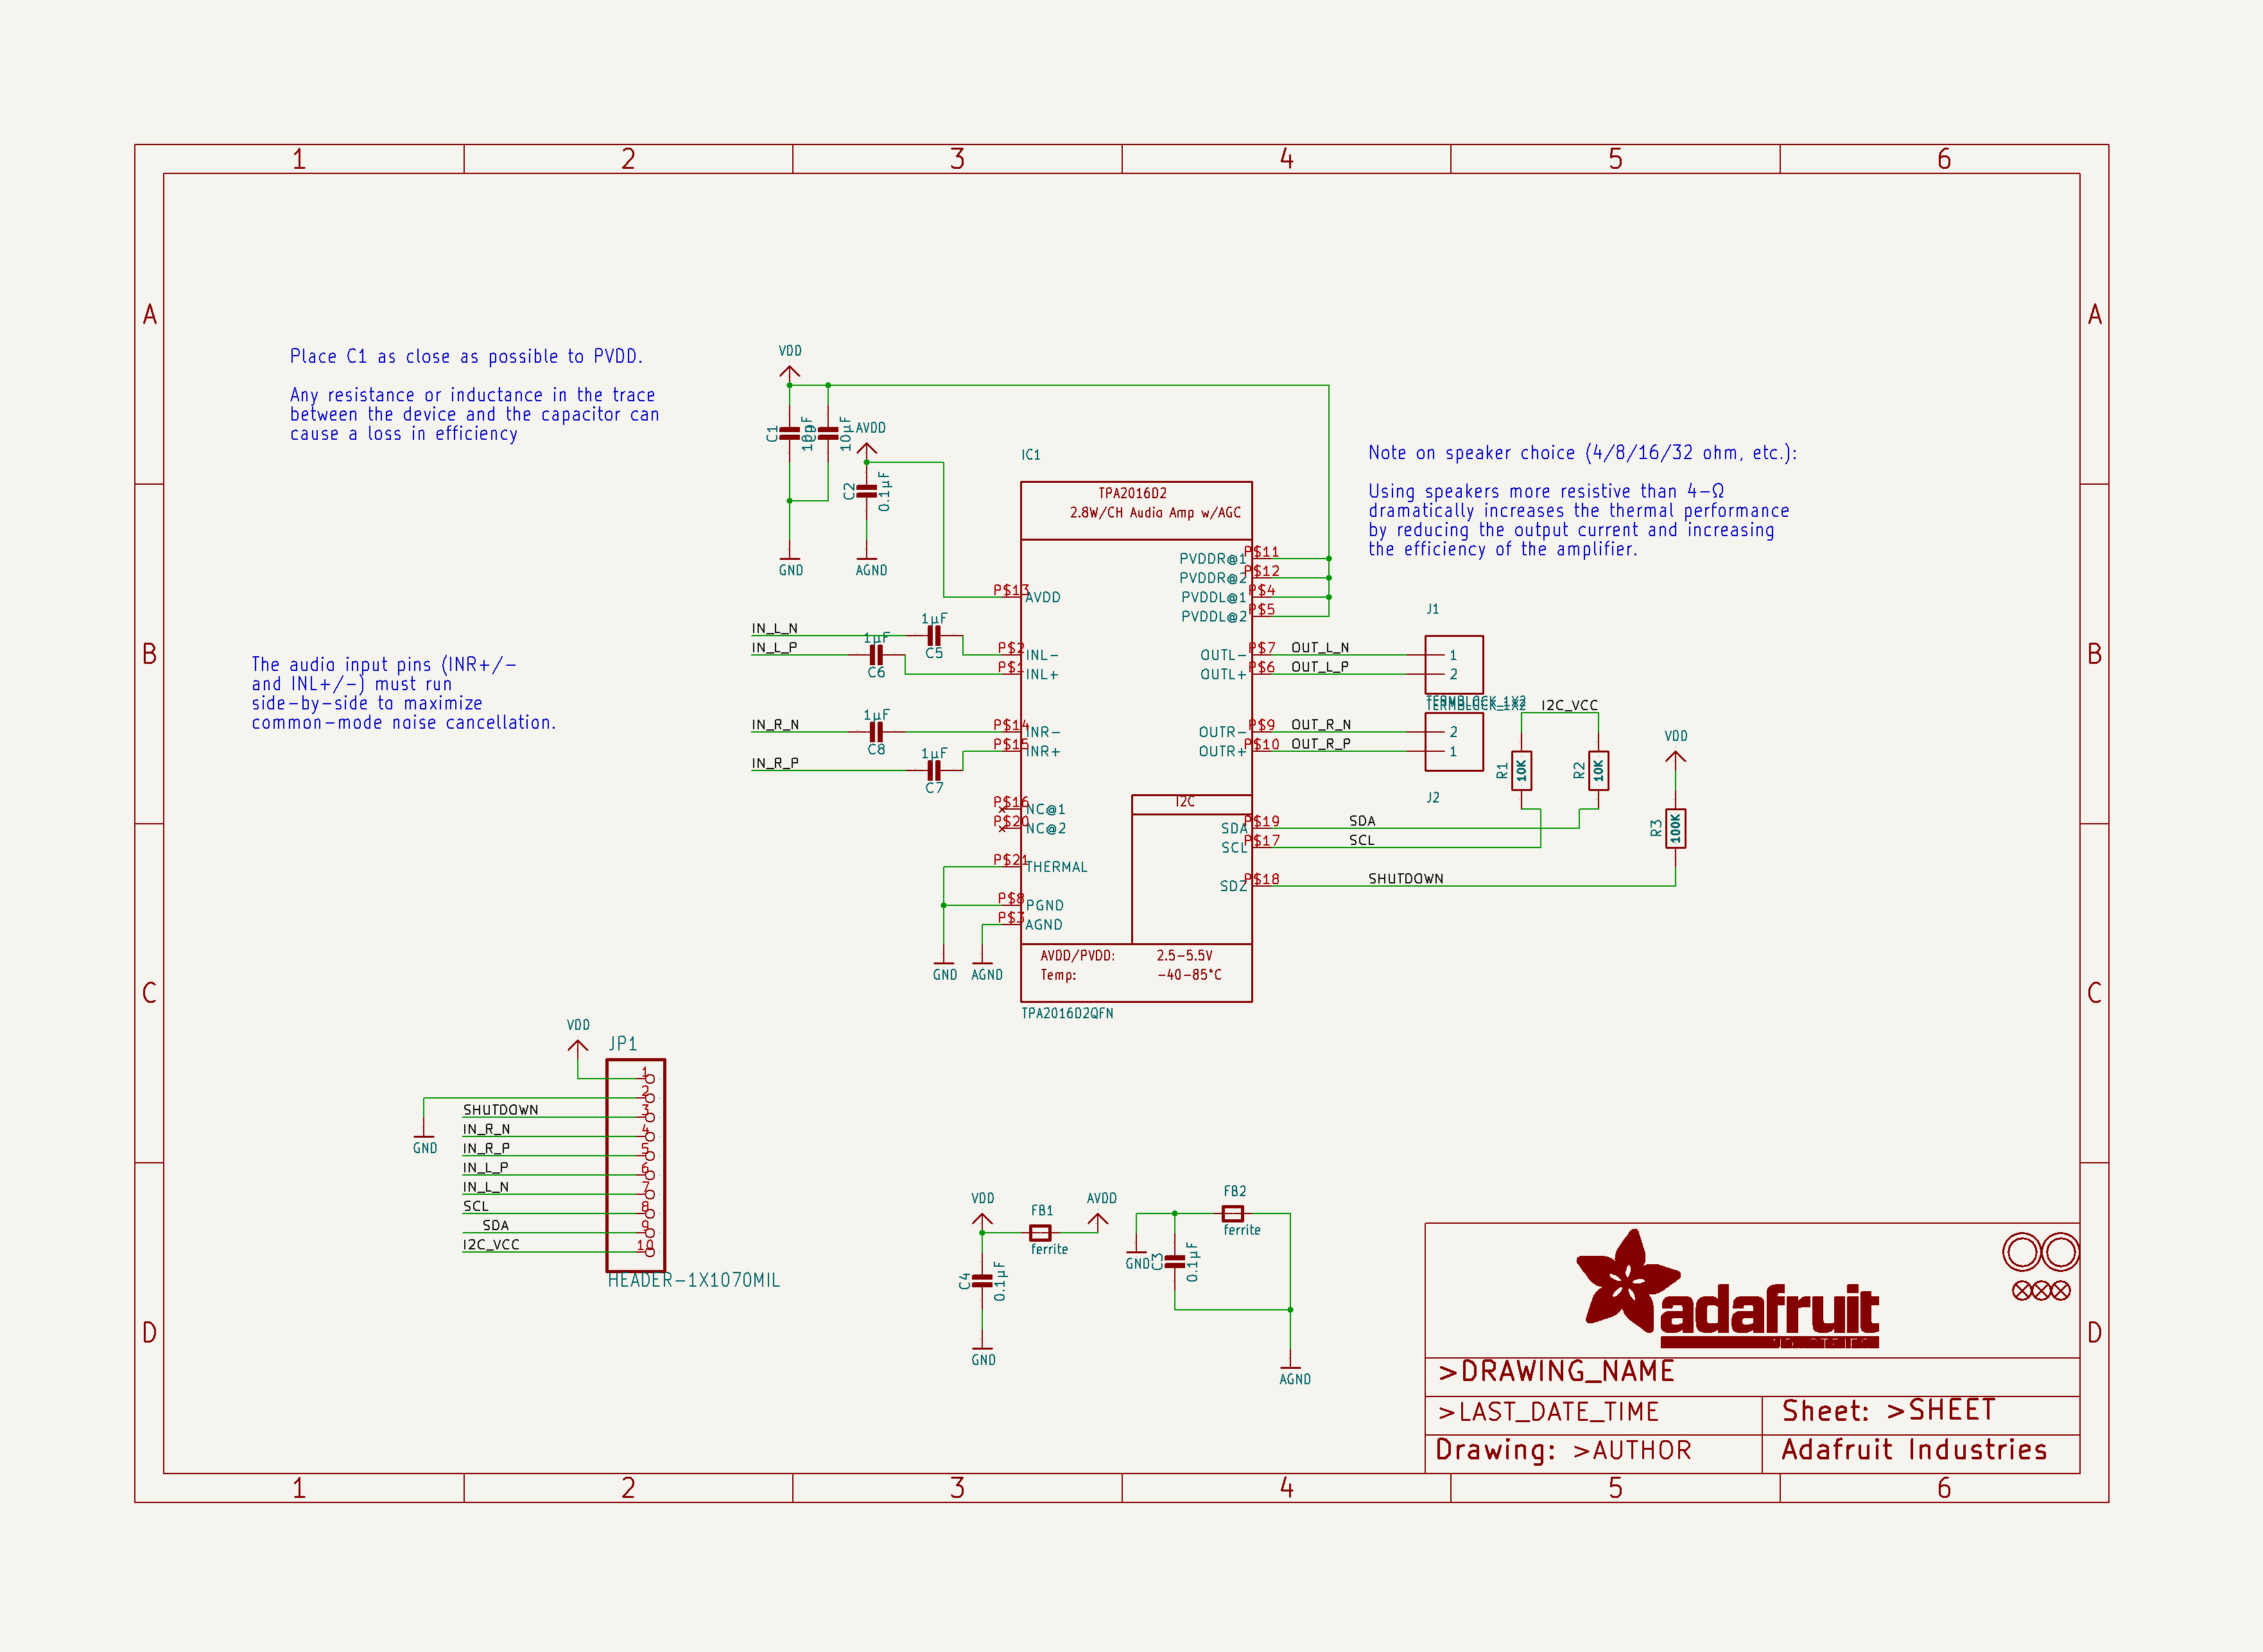 1 2 3 4 5 6
A A
Place C1 as close as possible to PVDD.
Any resistance or inductance in the trace
between the device and the capacitor can
cause a loss in efficiency
VDD
C1
10µF
10µF
AVDD
C2
0.1µF
GND
AGND
Note on speaker choice (4/8/16/32 ohm, etc.):
Using speakers more resistive than 4-Ω
dramatically increases the thermal performance
by reducing the output current and increasing
the efficiency of the amplifier.
B B
The audio input pins (INR+/-
and INL+/-) must run
side-by-side to maximize
common-mode noise cancellation.
IC1
TPA2016D2
2.8W/CH Audio Amp w/AGC
P$13 AVDD
IN_L_N 1µF C5 P$2 INL-
IN_L_P 1µF C6 P$1 INL+
IN_R_N 1µF C8 P$14 INR-
IN_R_P 1µF C7 P$15 INR+
P$16 NC@1
P$20 NC@2
P$21 THERMAL
P$8 PGND
P$3 AGND
GND AGND
PVDDR@1 P$11
PVDDR@2 P$12
PVDDL@1 P$4
PVDDL@2 P$5
OUTL- P$7 OUT_L_N
OUTL+ P$6 OUT_L_P
OUTR- P$9 OUT_R_N
OUTR+ P$10 OUT_R_P
I2C
SDA P$19 SDA
SCL P$17 SCL
SDZ P$18 SHUTDOWN
AVDD/PVDD: 2.5-5.5V
Temp: -40-85°C
TPA2016D2QFN
J1
1
2
TERMBLOCK_1X2
TERMBLOCK_1X2
2
1
J2
I2C_VCC
R1 10K
R2 10K
VDD
R3 100K
C C
VDD
JP1
1
2
GND
SHUTDOWN 3
IN_R_N 4
IN_R_P 5
IN_L_P 6
IN_L_N 7
SCL 8
SDA 9
I2C_VCC 10
HEADER-1X1070MIL
VDD
FB1
ferrite
AVDD
C4
0.1µF
GND
FB2
ferrite
GND
C3
0.1µF
AGND
D D
adafruit
>DRAWING_NAME
>LAST_DATE_TIME
Sheet: >SHEET
Drawing: >AUTHOR
Adafruit Industries
1 2 3 4 5 6